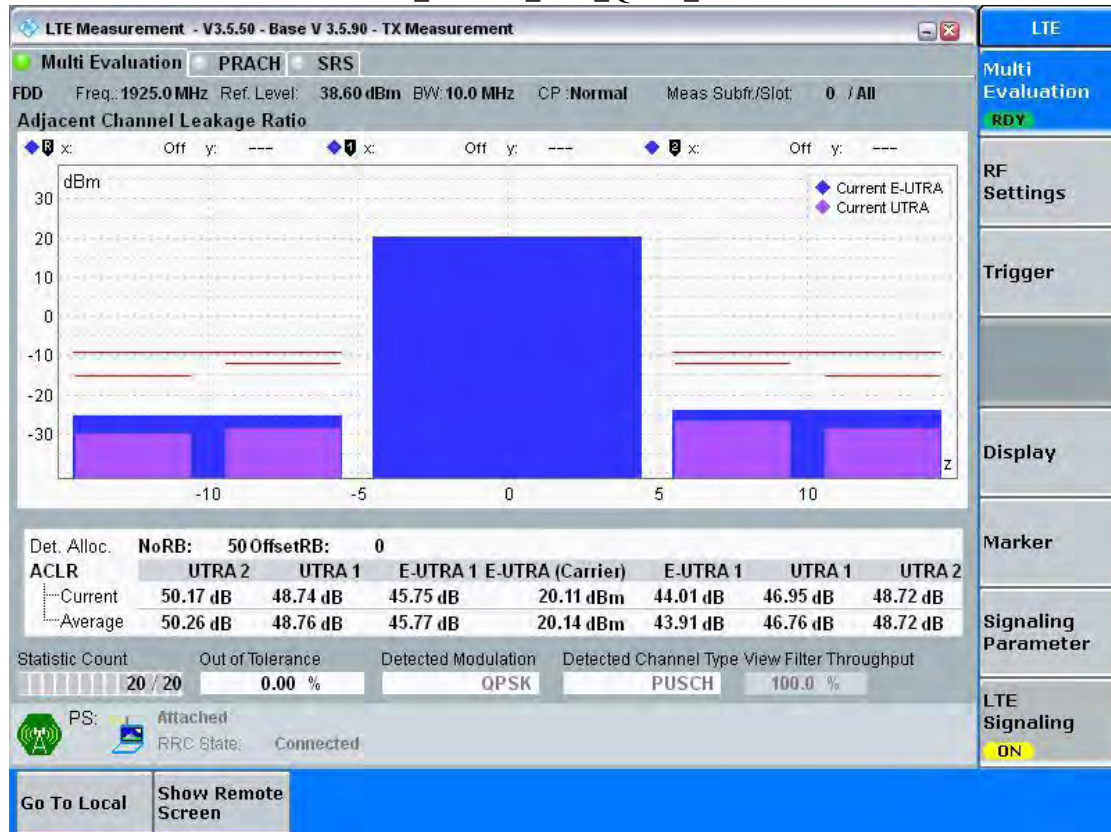 LTE Measurement - V3.5.50 - Base V 3.5.90 - TX Measurement
LTE
Multi Evaluation PRACH SRS
Multi Evaluation
RDY
FDD Freq.: 1925.0 MHz Ref. Level: 38.60 dBm BW: 10.0 MHz CP :Normal Meas Subfr./Slot: 0 / All
Adjacent Channel Leakage Ratio
R x: Off y: --- 1 x: Off y: --- 2 x: Off y: ---
dBm
Current E-UTRA
Current UTRA
30
20
10
0
-10
-20
-30
z
-10 -5 0 5 10
RF Settings
Trigger
Display
Marker
Signaling Parameter
LTE Signaling
ON
Det. Alloc. NoRB: 50 OffsetRB: 0
ACLR UTRA 2 UTRA 1 E-UTRA 1 E-UTRA (Carrier) E-UTRA 1 UTRA 1 UTRA 2
Current 50.17 dB 48.74 dB 45.75 dB 20.11 dBm 44.01 dB 46.95 dB 48.72 dB
Average 50.26 dB 48.76 dB 45.77 dB 20.14 dBm 43.91 dB 46.76 dB 48.72 dB
Statistic Count Out of Tolerance Detected Modulation Detected Channel Type View Filter Throughput
20 / 20 0.00 % QPSK PUSCH 100.0 %
PS: Attached
RRC State: Connected
Go To Local
Show Remote Screen